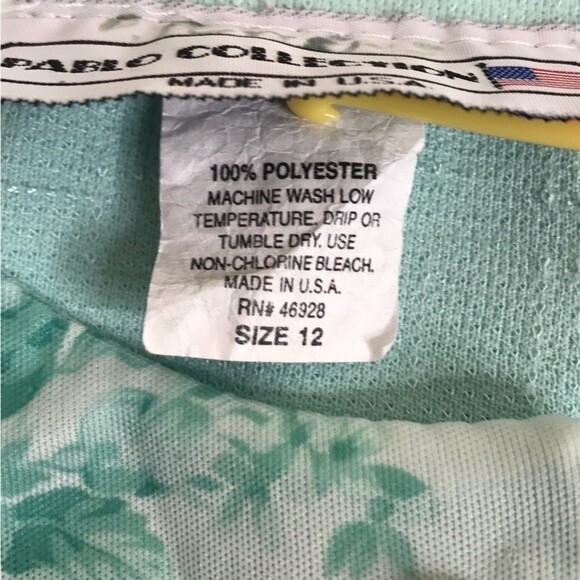 PABLO COLLECTION
MADE IN U.S.A.
100% POLYESTER
MACHINE WASH LOW
TEMPERATURE. DRIP OR
TUMBLE DRY. USE
NON-CHLORINE BLEACH.
MADE IN U.S.A.
RN# 46928
SIZE 12